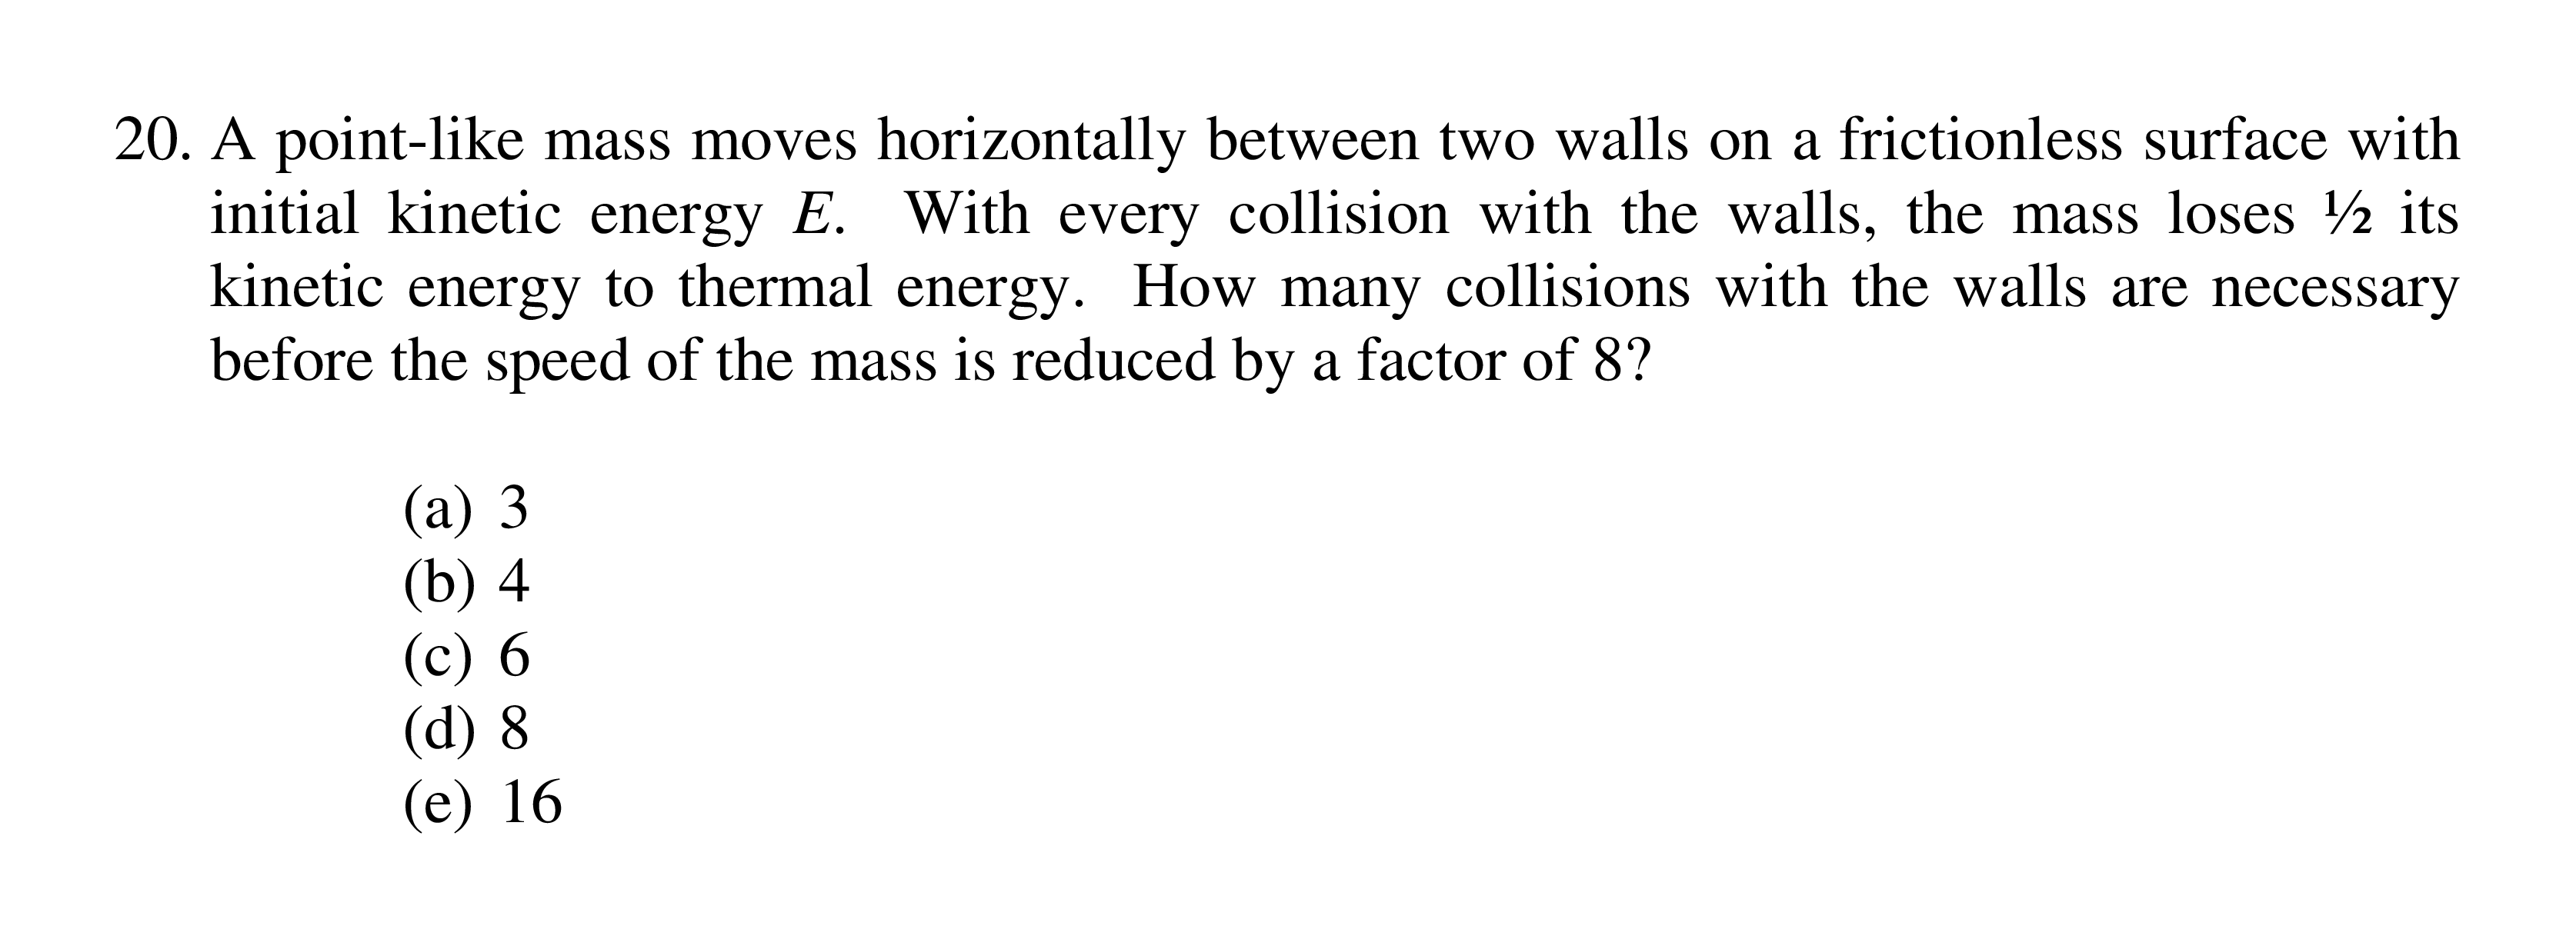 20. A point-like mass moves horizontally between two walls on a frictionless surface with
initial kinetic energy E. With every collision with the walls, the mass loses ½ its
kinetic energy to thermal energy. How many collisions with the walls are necessary
before the speed of the mass is reduced by a factor of 8?
(a) 3
(b) 4
(c) 6
(d) 8
(e) 16